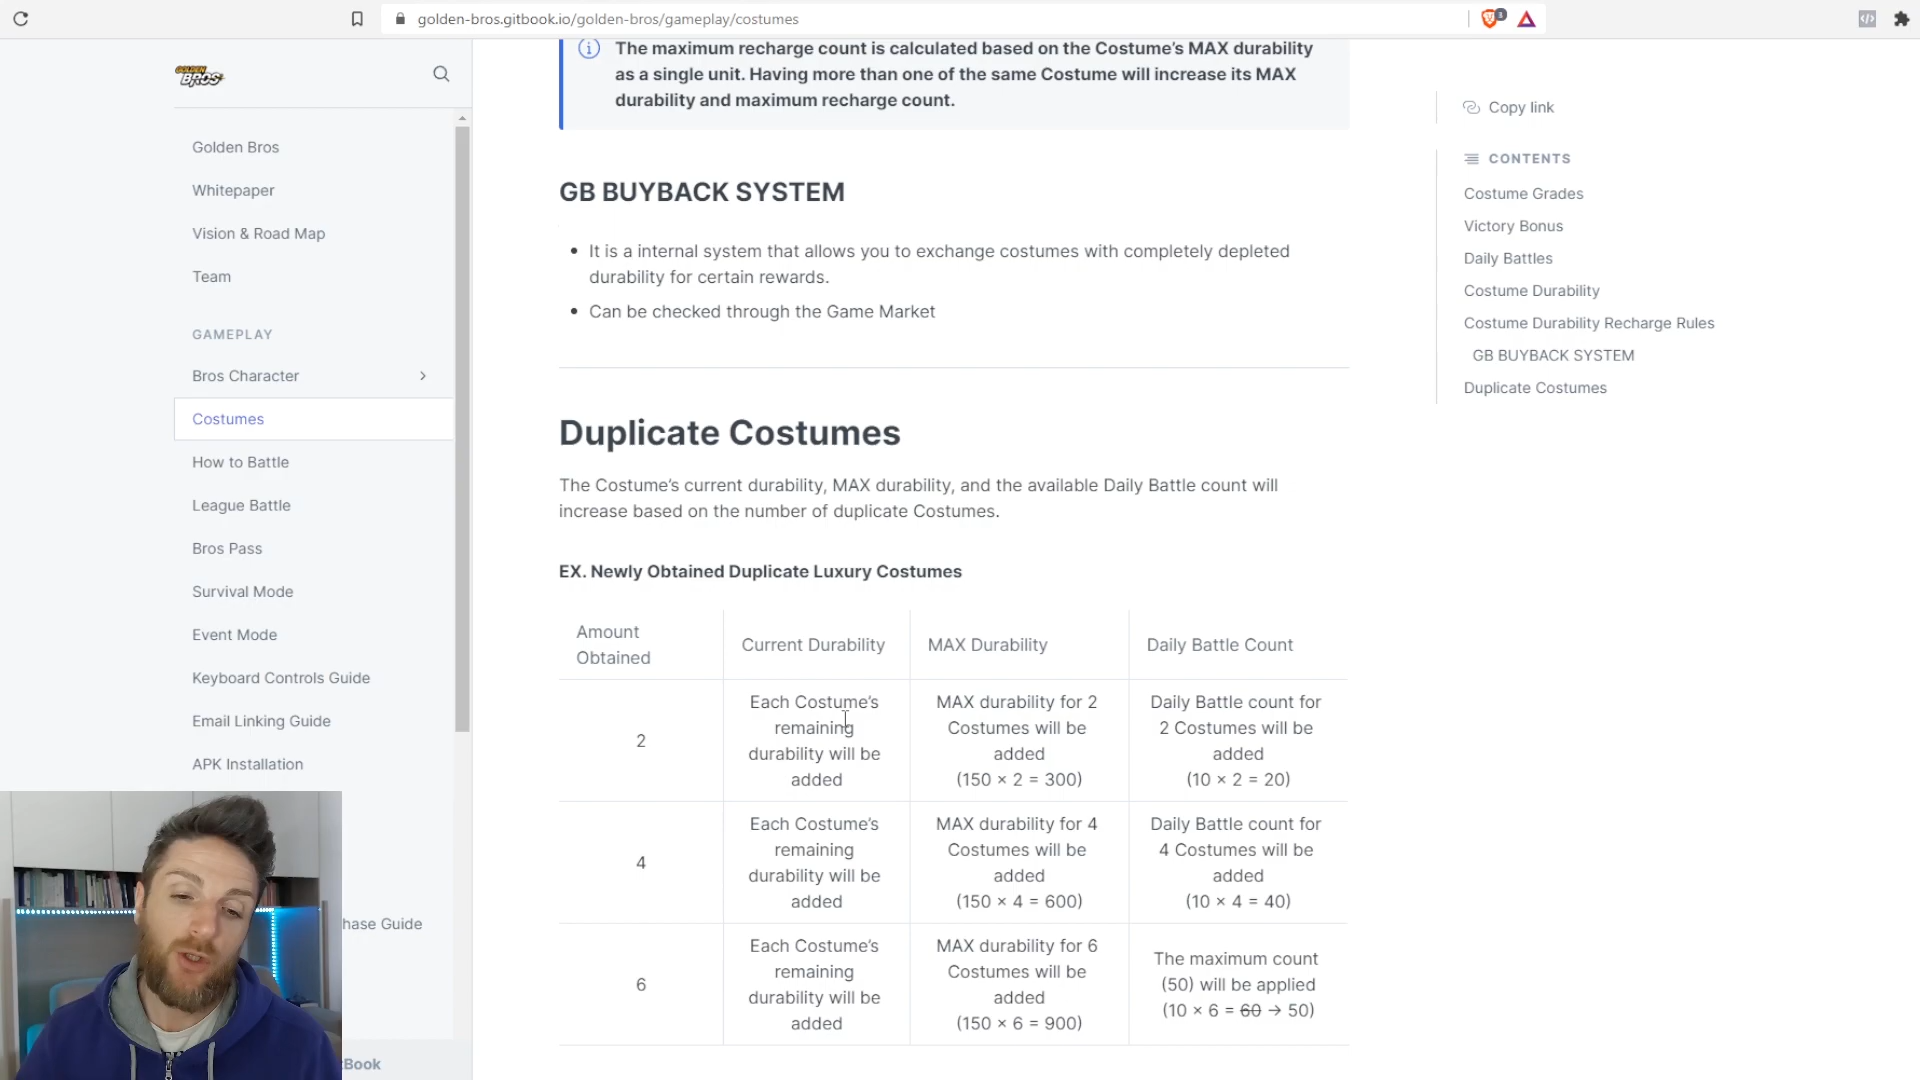 golden-bros.gitbook.io/golden-bros/gameplay/costumes
GOLDEN
BROS
Golden Bros
Whitepaper
Vision & Road Map
Team
GAMEPLAY
Bros Character
Costumes
How to Battle
League Battle
Bros Pass
Survival Mode
Event Mode
Keyboard Controls Guide
Email Linking Guide
APK Installation
hase Guide
Book
The maximum recharge count is calculated based on the Costume's MAX durability
as a single unit. Having more than one of the same Costume will increase its MAX
durability and maximum recharge count.
GB BUYBACK SYSTEM
• It is a internal system that allows you to exchange costumes with completely depleted
durability for certain rewards.
• Can be checked through the Game Market
Duplicate Costumes
The Costume's current durability, MAX durability, and the available Daily Battle count will
increase based on the number of duplicate Costumes.
EX. Newly Obtained Duplicate Luxury Costumes
Amount
Obtained
Current Durability
MAX Durability
Daily Battle Count
2
Each Costume's
remaining
durability will be
added
MAX durability for 2
Costumes will be
added
(150 × 2 = 300)
Daily Battle count for
2 Costumes will be
added
(10 × 2 = 20)
4
Each Costume's
remaining
durability will be
added
MAX durability for 4
Costumes will be
added
(150 × 4 = 600)
Daily Battle count for
4 Costumes will be
added
(10 × 4 = 40)
6
Each Costume's
remaining
durability will be
added
MAX durability for 6
Costumes will be
added
(150 × 6 = 900)
The maximum count
(50) will be applied
(10 × 6 = 60 → 50)
Copy link
CONTENTS
Costume Grades
Victory Bonus
Daily Battles
Costume Durability
Costume Durability Recharge Rules
GB BUYBACK SYSTEM
Duplicate Costumes